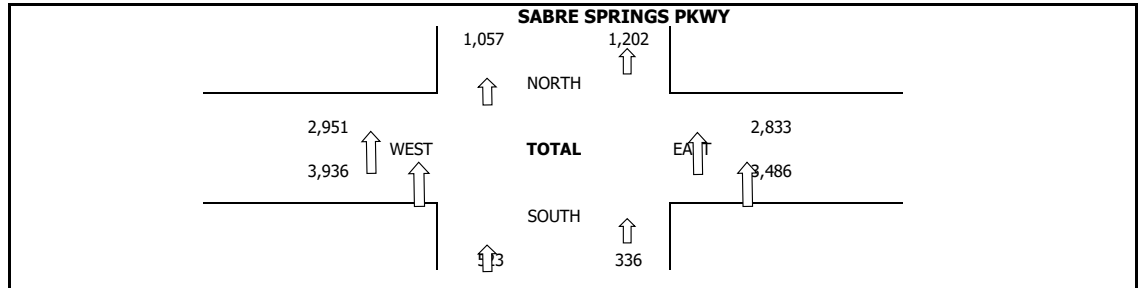 SABRE SPRINGS PKWY
1,057 1,202
NORTH
2,951 2,833
WEST TOTAL
3,936 3,486
SOUTH
336